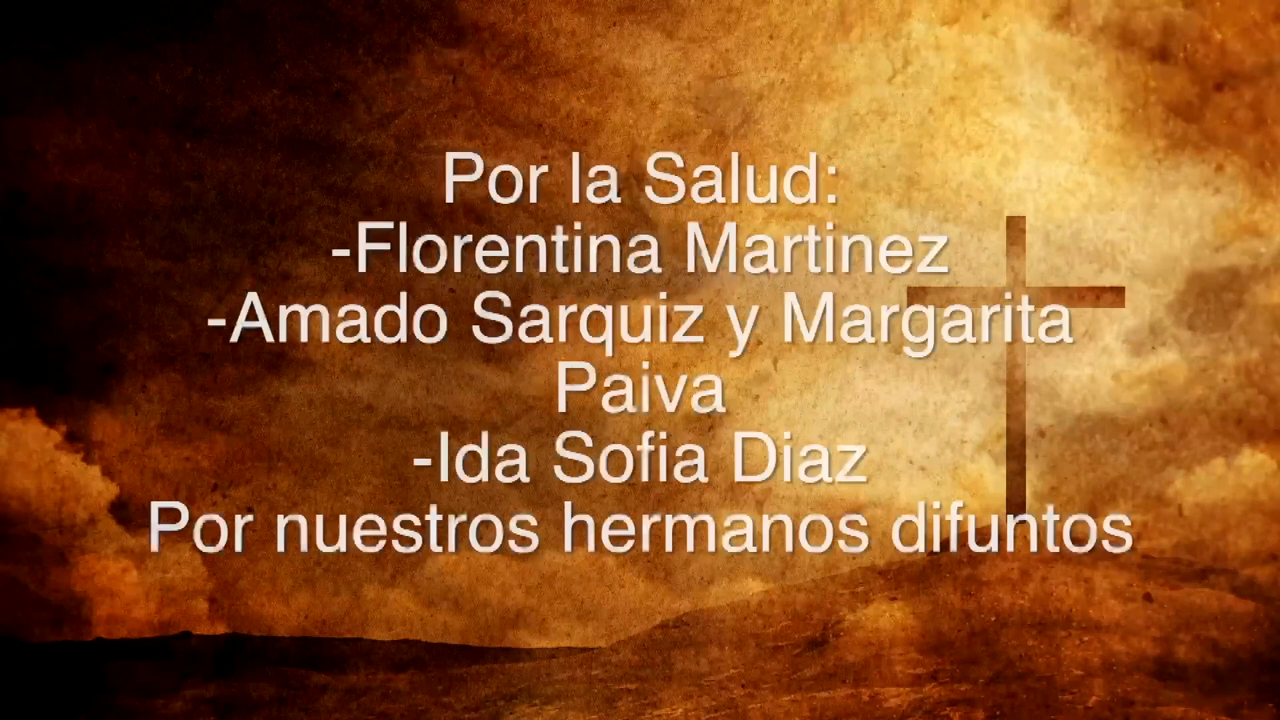 Por la Salud:
-Florentina Martinez
-Amado Sarquiz y Margarita
Paiva
-Ida Sofia Diaz
Por nuestros hermanos difuntos